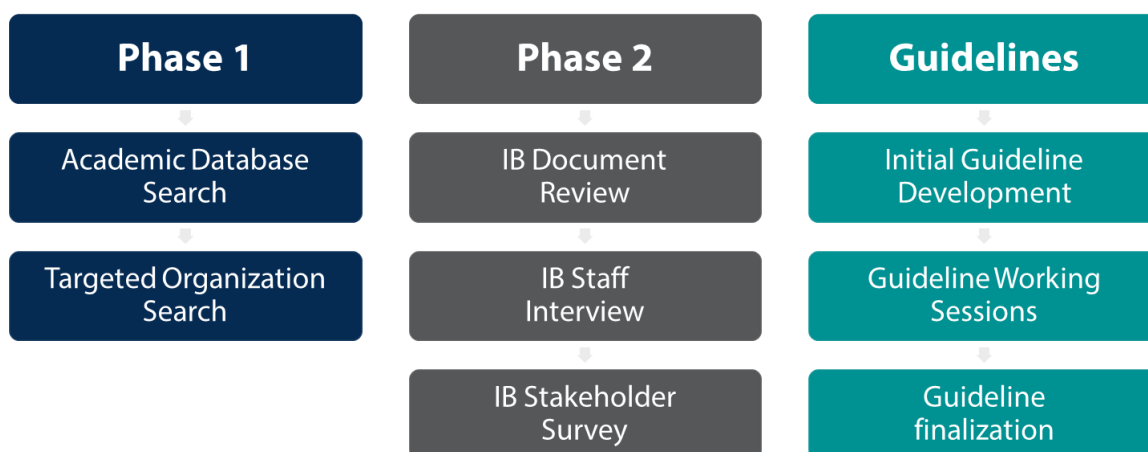 Phase 1
Academic Database
Search
Targeted Organization
Search
Phase 2
IB Document
Review
IB Staff
Interview
IB Stakeholder
Survey
Guidelines
Initial Guideline
Development
Guideline Working
Sessions
Guideline
finalization